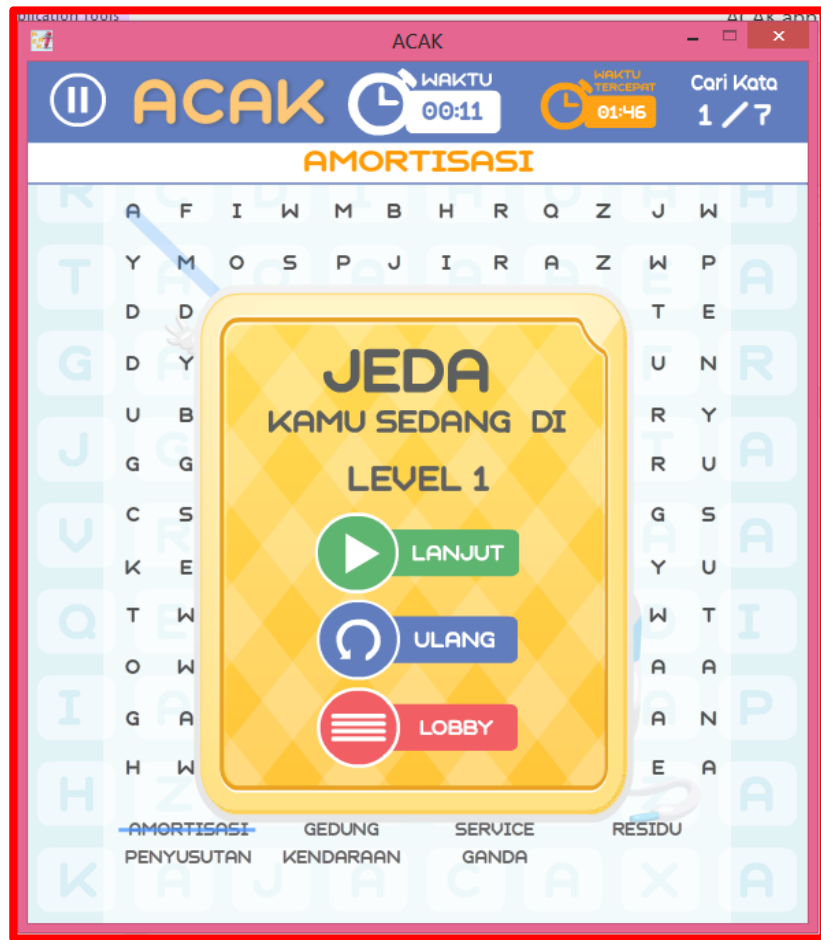 ACAK
ACAK
WAKTU
00:11
WAKTU
TERCEPAT
01:46
Cari Kata
1 / 7
AMORTISASI
A F I W M B H R Q Z J W
Y M O S P J I R A Z W P
D D T E
D Y U N
U B R Y
G G R U
C S G S
K E Y U
T W W T
O W A A
G A A N
H W E A
JEDA
KAMU SEDANG DI
LEVEL 1
LANJUT
ULANG
LOBBY
AMORTISASI GEDUNG SERVICE RESIDU
PENYUSUTAN KENDARAAN GANDA